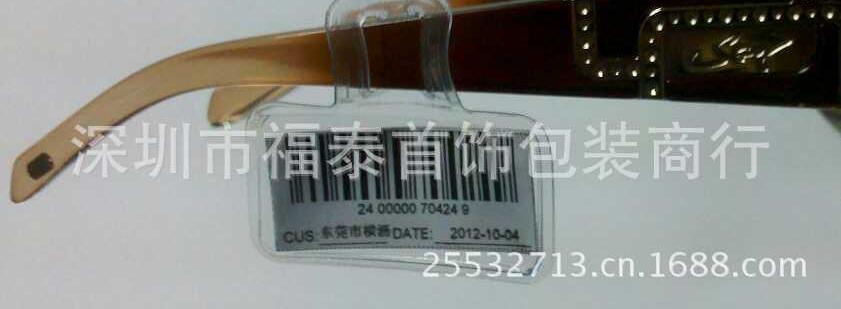 深圳市福泰首饰包装商行
24 00000 70424 9
CUS: 东莞市横沥 DATE: 2012-10-04
25532713.cn.1688.com